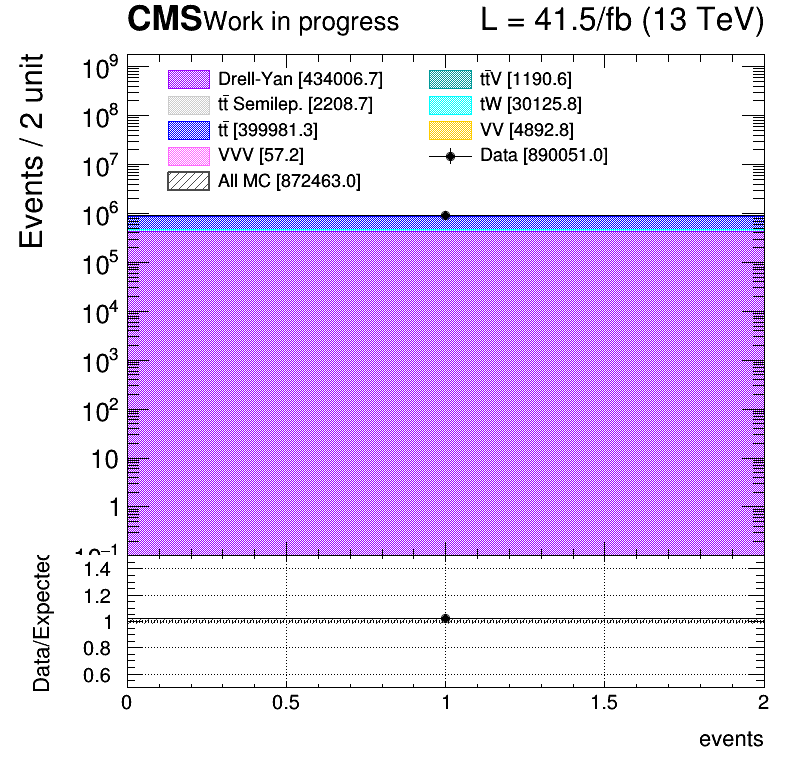 CMS Work in progress L = 41.5/fb (13 TeV)
Events / 2 unit
Drell-Yan [434006.7] tt̄V [1190.6]
tt̄ Semilep. [2208.7] tW [30125.8]
tt̄ [399981.3] VV [4892.8]
VVV [57.2] Data [890051.0]
All MC [872463.0]
10⁹
10⁸
10⁷
10⁶
10⁵
10⁴
10³
10²
10
1
10⁻¹
Data/Expected
1.4
1.2
1
0.8
0.6
0 0.5 1 1.5 2
events